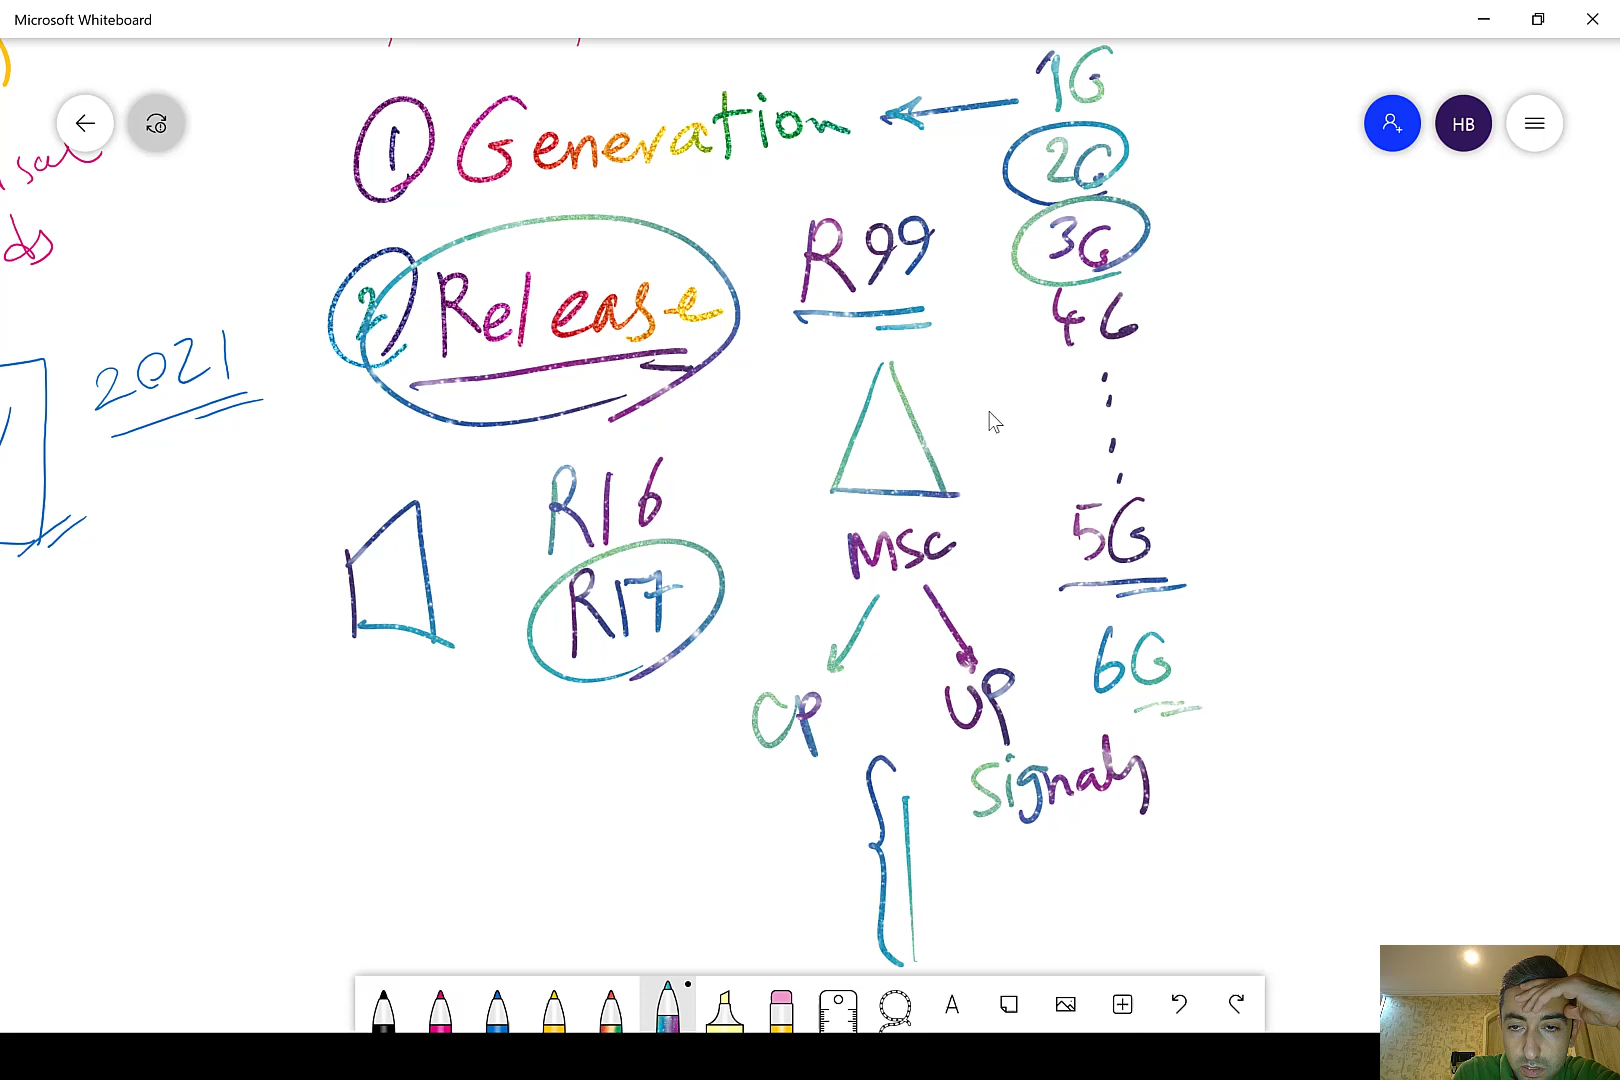 Microsoft Whiteboard
1G
① Generation
2G
HB
3G
R99
② Release
4G
2021
R16
5G
MSC
R17
6G
CP
UP
signals
A